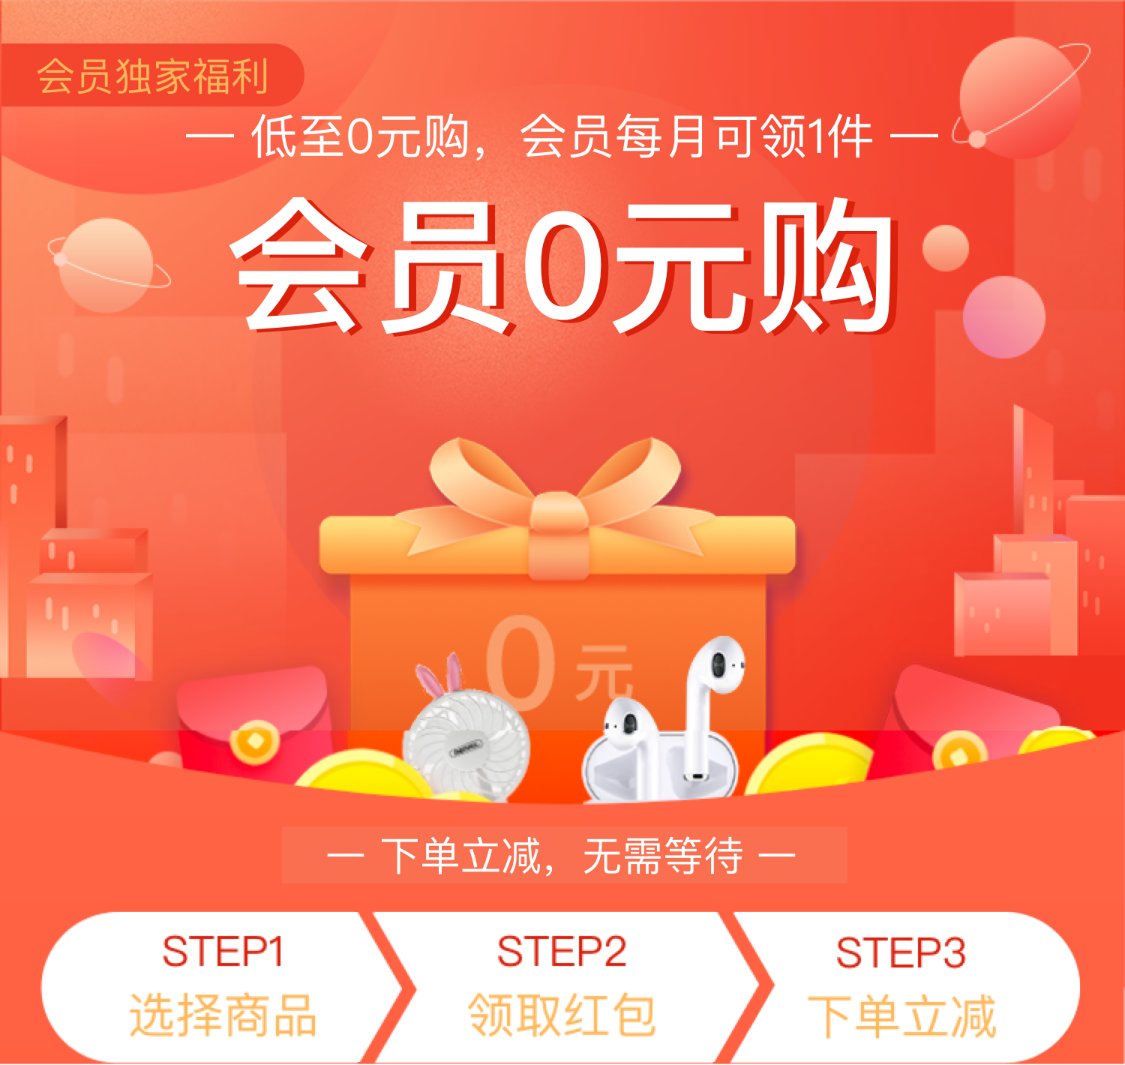 会员独家福利
— 低至0元购，会员每月可领1件 —
会员0元购
0元
— 下单立减，无需等待 —
STEP1
选择商品
STEP2
领取红包
STEP3
下单立减